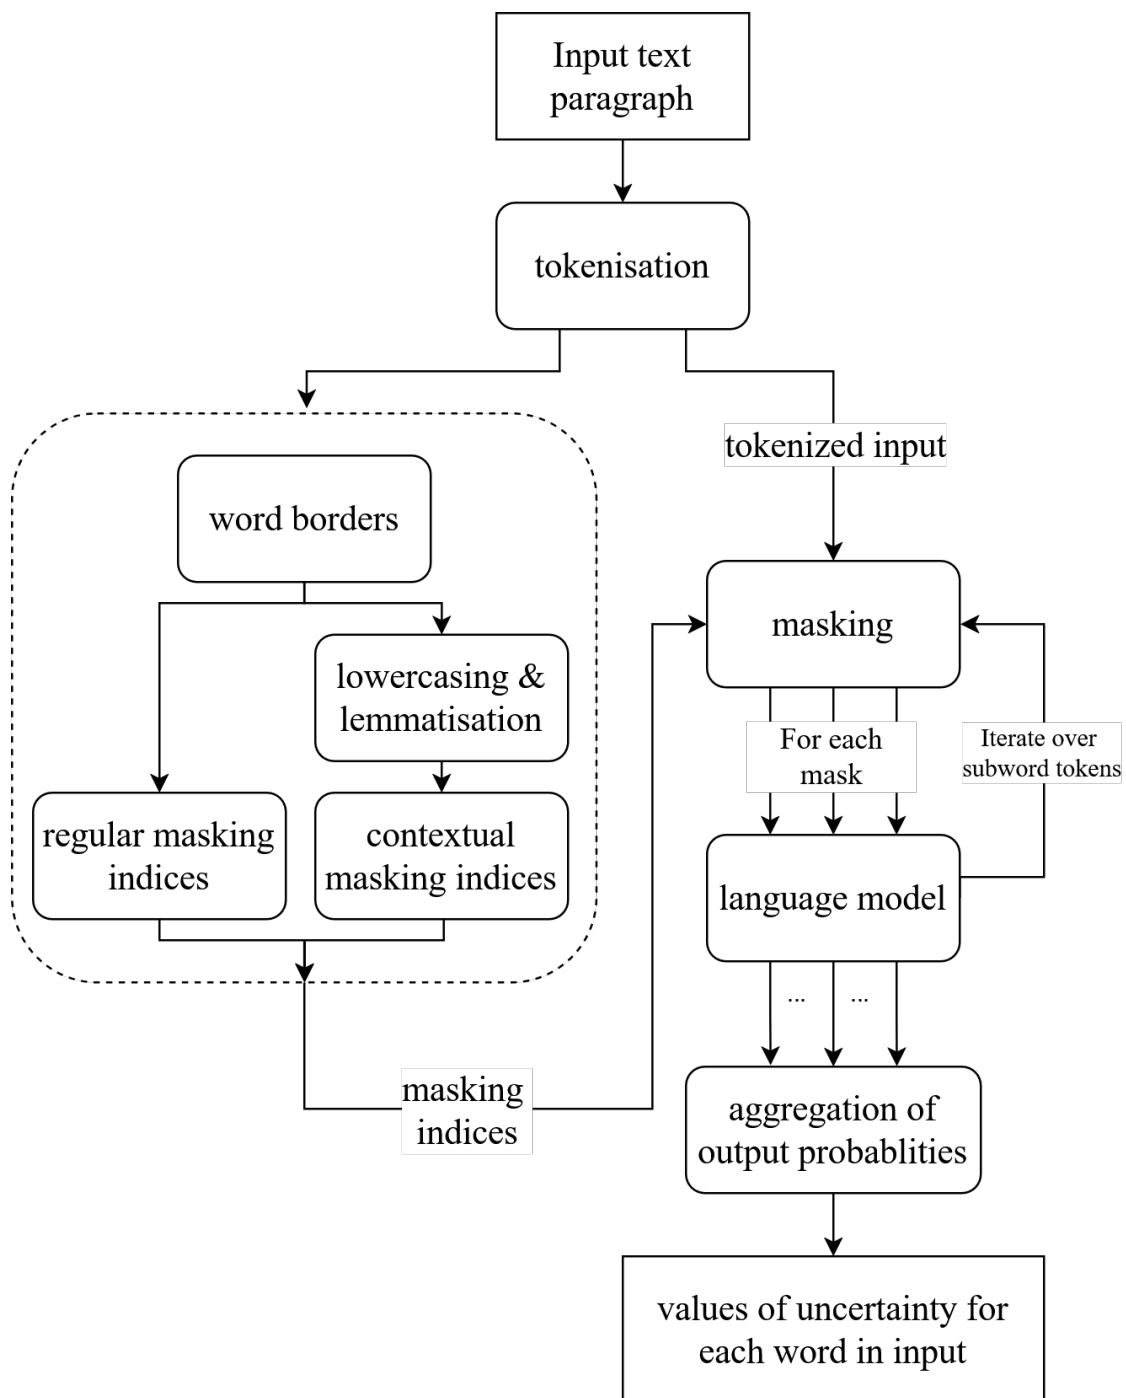 Input text
paragraph
tokenisation
tokenized input
word borders
lowercasing &
lemmatisation
regular masking
indices
contextual
masking indices
masking
indices
masking
For each
mask
Iterate over
subword tokens
language model
... ...
aggregation of
output probablities
values of uncertainty for
each word in input